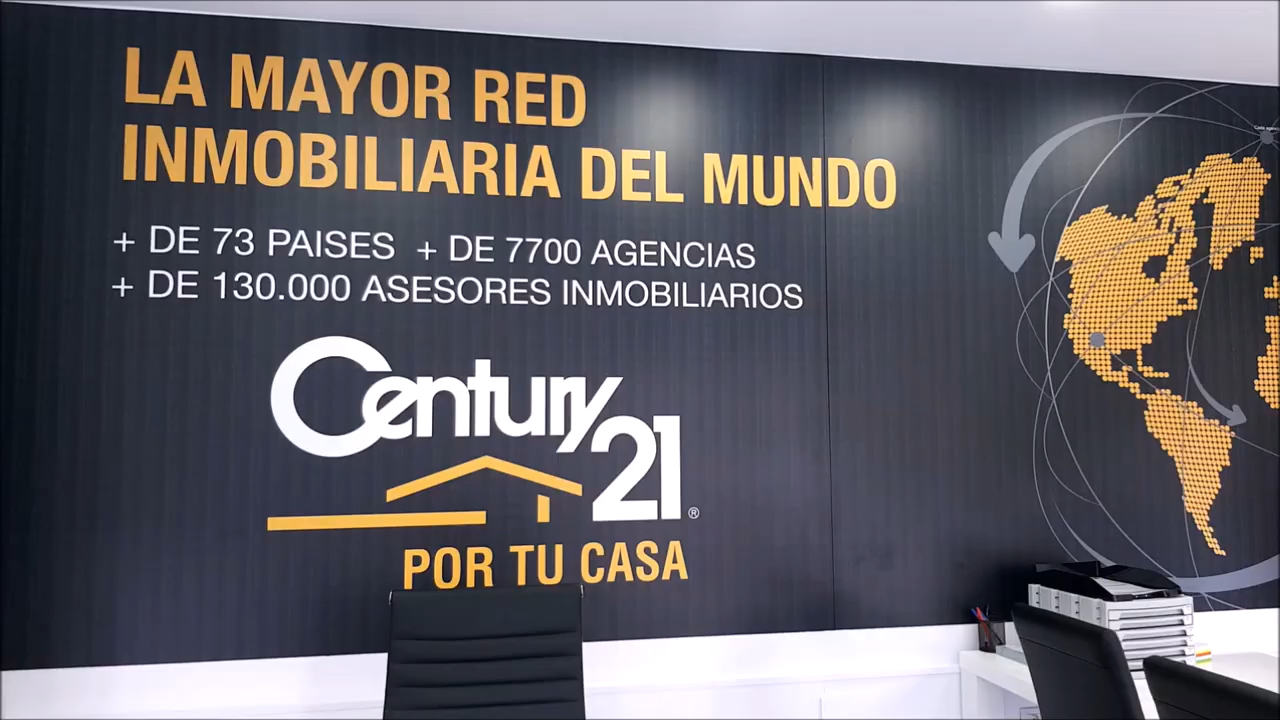 LA MAYOR RED
INMOBILIARIA DEL MUNDO
+ DE 73 PAISES + DE 7700 AGENCIAS
+ DE 130.000 ASESORES INMOBILIARIOS
Century
21®
POR TU CASA